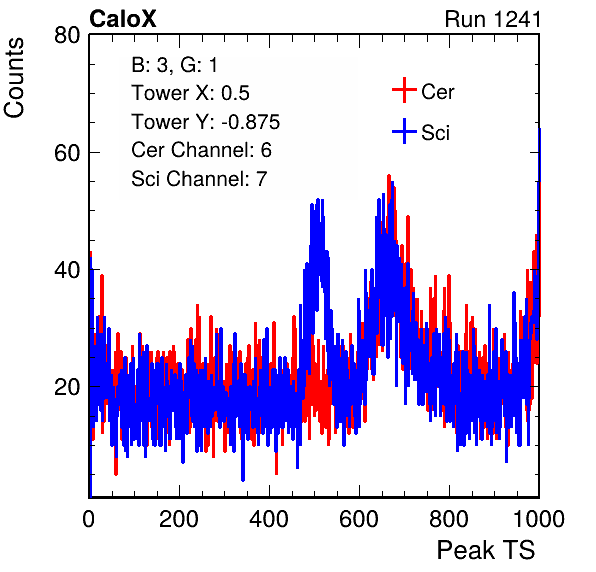 CaloX Run 1241
Counts
80
60
40
20
B: 3, G: 1
Tower X: 0.5
Tower Y: -0.875
Cer Channel: 6
Sci Channel: 7
Cer
Sci
0 200 400 600 800 1000
Peak TS